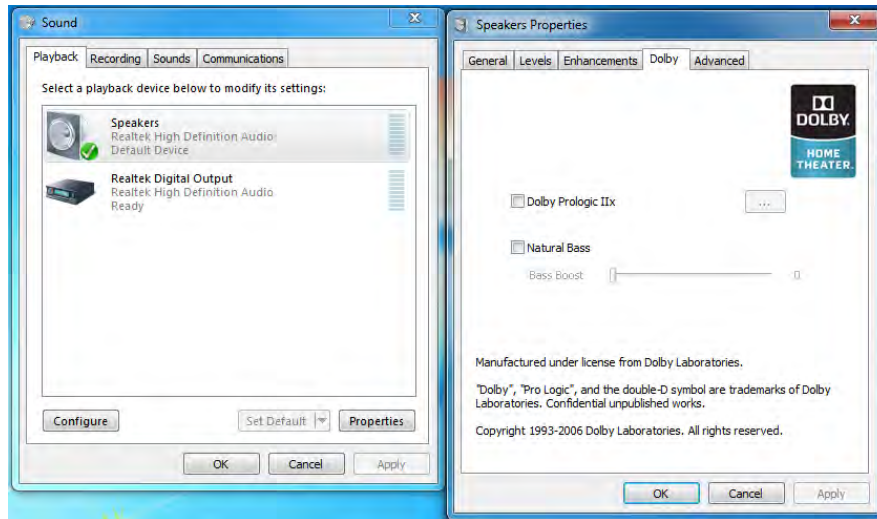 Sound
Playback
Recording
Sounds
Communications
Select a playback device below to modify its settings:
Speakers
Realtek High Definition Audio
Default Device
Realtek Digital Output
Realtek High Definition Audio
Ready
Configure
Set Default
Properties
OK
Cancel
Apply
Speakers Properties
General
Levels
Enhancements
Dolby
Advanced
DOLBY.
HOME
THEATER.
Dolby Prologic IIx
...
Natural Bass
Bass Boost
0
Manufactured under license from Dolby Laboratories.
"Dolby", "Pro Logic", and the double-D symbol are trademarks of Dolby
Laboratories. Confidential unpublished works.
Copyright 1993-2006 Dolby Laboratories. All rights reserved.
OK
Cancel
Apply